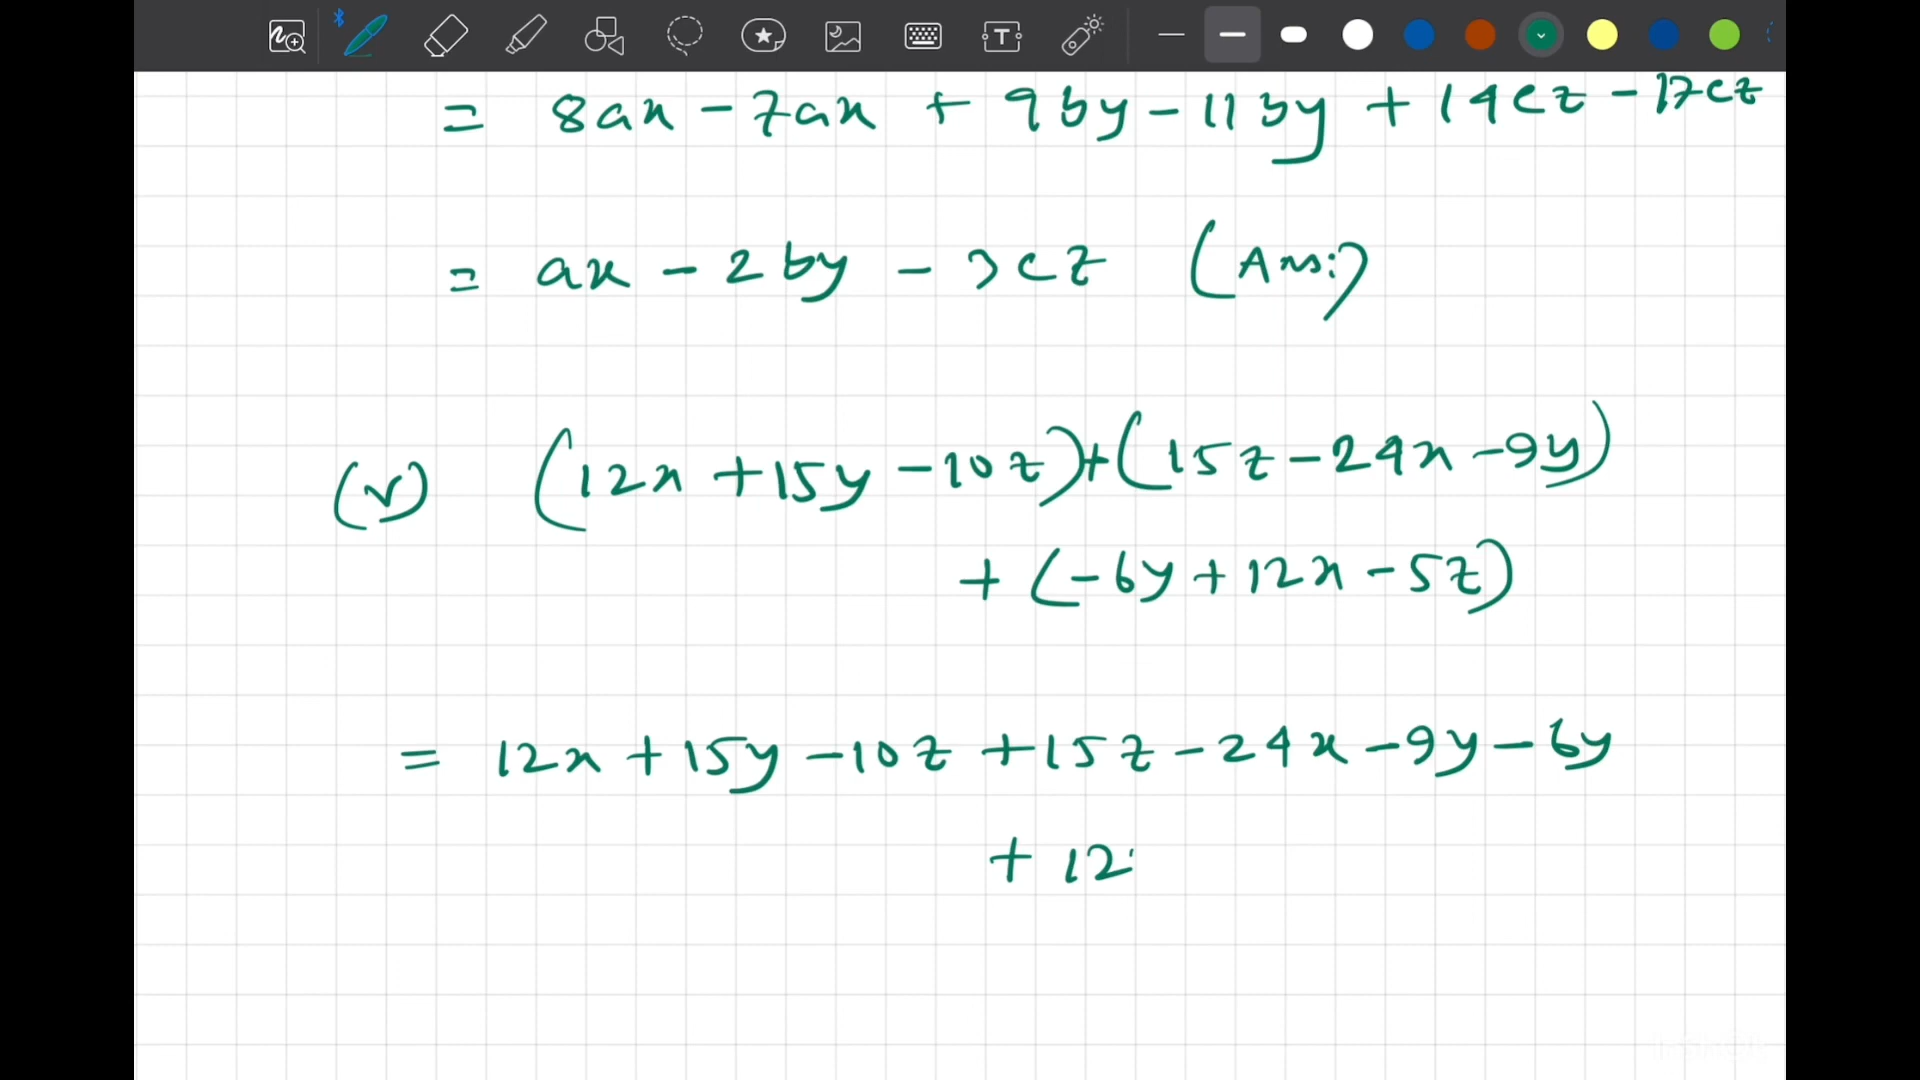 = 8ax - 7ax + 9by - 11by + 14cz - 17cz
= ax - 2by - 3cz (Ans:)
(v) (12x + 15y - 10z) + (15z - 24x - 9y)
+ (-6y + 12x - 5z)
= 12x + 15y - 10z + 15z - 24x - 9y - 6y
+ 12